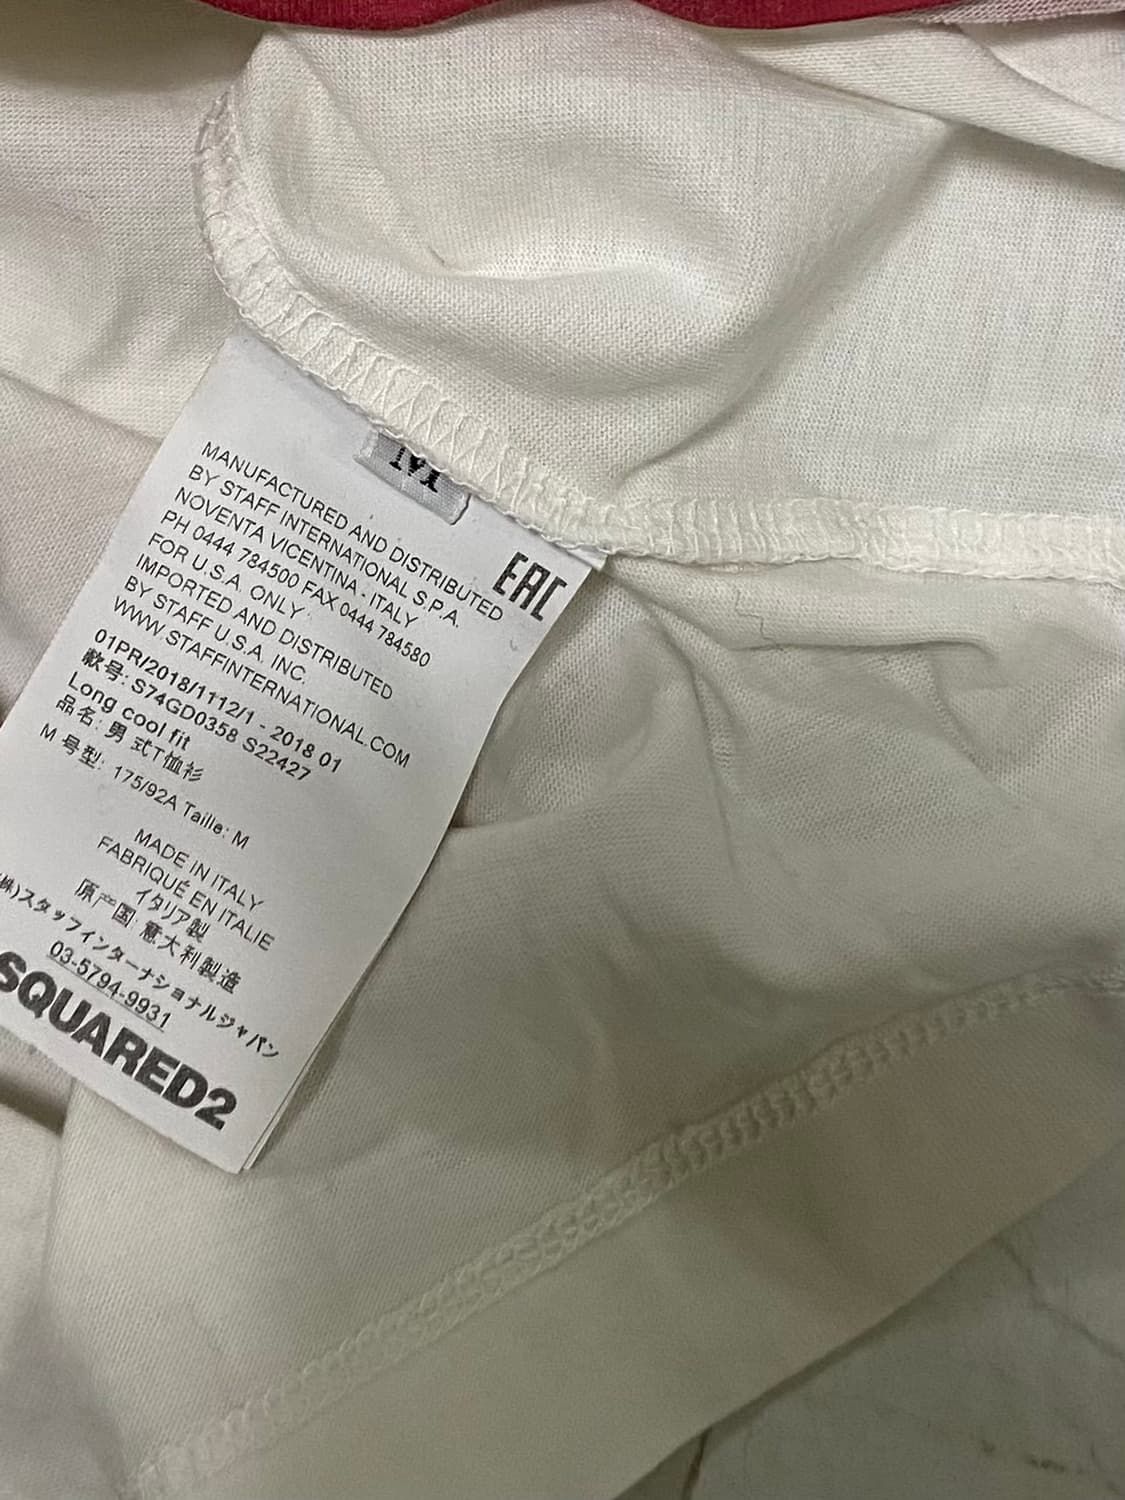 M
EAC
MANUFACTURED AND DISTRIBUTED
BY STAFF INTERNATIONAL S.P.A.
NOVENTA VICENTINA - ITALY
PH 0444 784500 FAX 0444 784580
FOR U.S.A. ONLY
IMPORTED AND DISTRIBUTED
BY STAFF U.S.A. INC.
WWW.STAFFINTERNATIONAL.COM
01PR/2018/1112/1 - 2018 01
款号: S74GD0358 S22427
Long cool fit
品名: 男 式T恤衫
M 号型: 175/92A Taille: M
MADE IN ITALY
FABRIQUÉ EN ITALIE
イタリア製
原产国 意大利製造
株)スタッフインターナショナルジャパン
03-5794-9931
SQUARED2